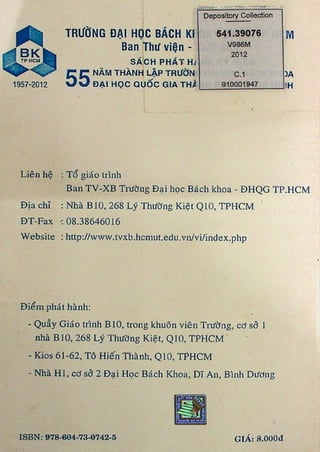 TRƯỜNG ĐẠI HỌC BÁCH
Ban Thư viện -
SÁCH PHÁT
55 NĂM THÀNH LẬP TRƯỜN
ĐẠI HỌC QUỐC GIA
BK
TP HCM
1957-2012
Depository Collection
541.39076
V986M
2012
C.1
910001947
Liên hệ : Tổ giáo trình
Ban TV-XB Trường Đại học Bách khoa - ĐHQG TP.HCM
Địa chỉ : Nhà B10, 268 Lý Thường Kiệt Q10, TPHCM
ĐT-Fax : 08.38646016
Website : http://www.tvxb.hcmut.edu.vn/vi/index.php
Điểm phát hành:
- Quầy Giáo trình B10, trong khuôn viên Trường, cơ sở 1
nhà B10, 268 Lý Thường Kiệt, Q10, TPHCM
- Kios 61-62, Tô Hiến Thành, Q10, TPHCM
- Nhà H1, cơ sở 2 Đại Học Bách Khoa, Dĩ An, Bình Dương
ISBN: 978-604-73-0742-5
GIÁ: 8.000đ